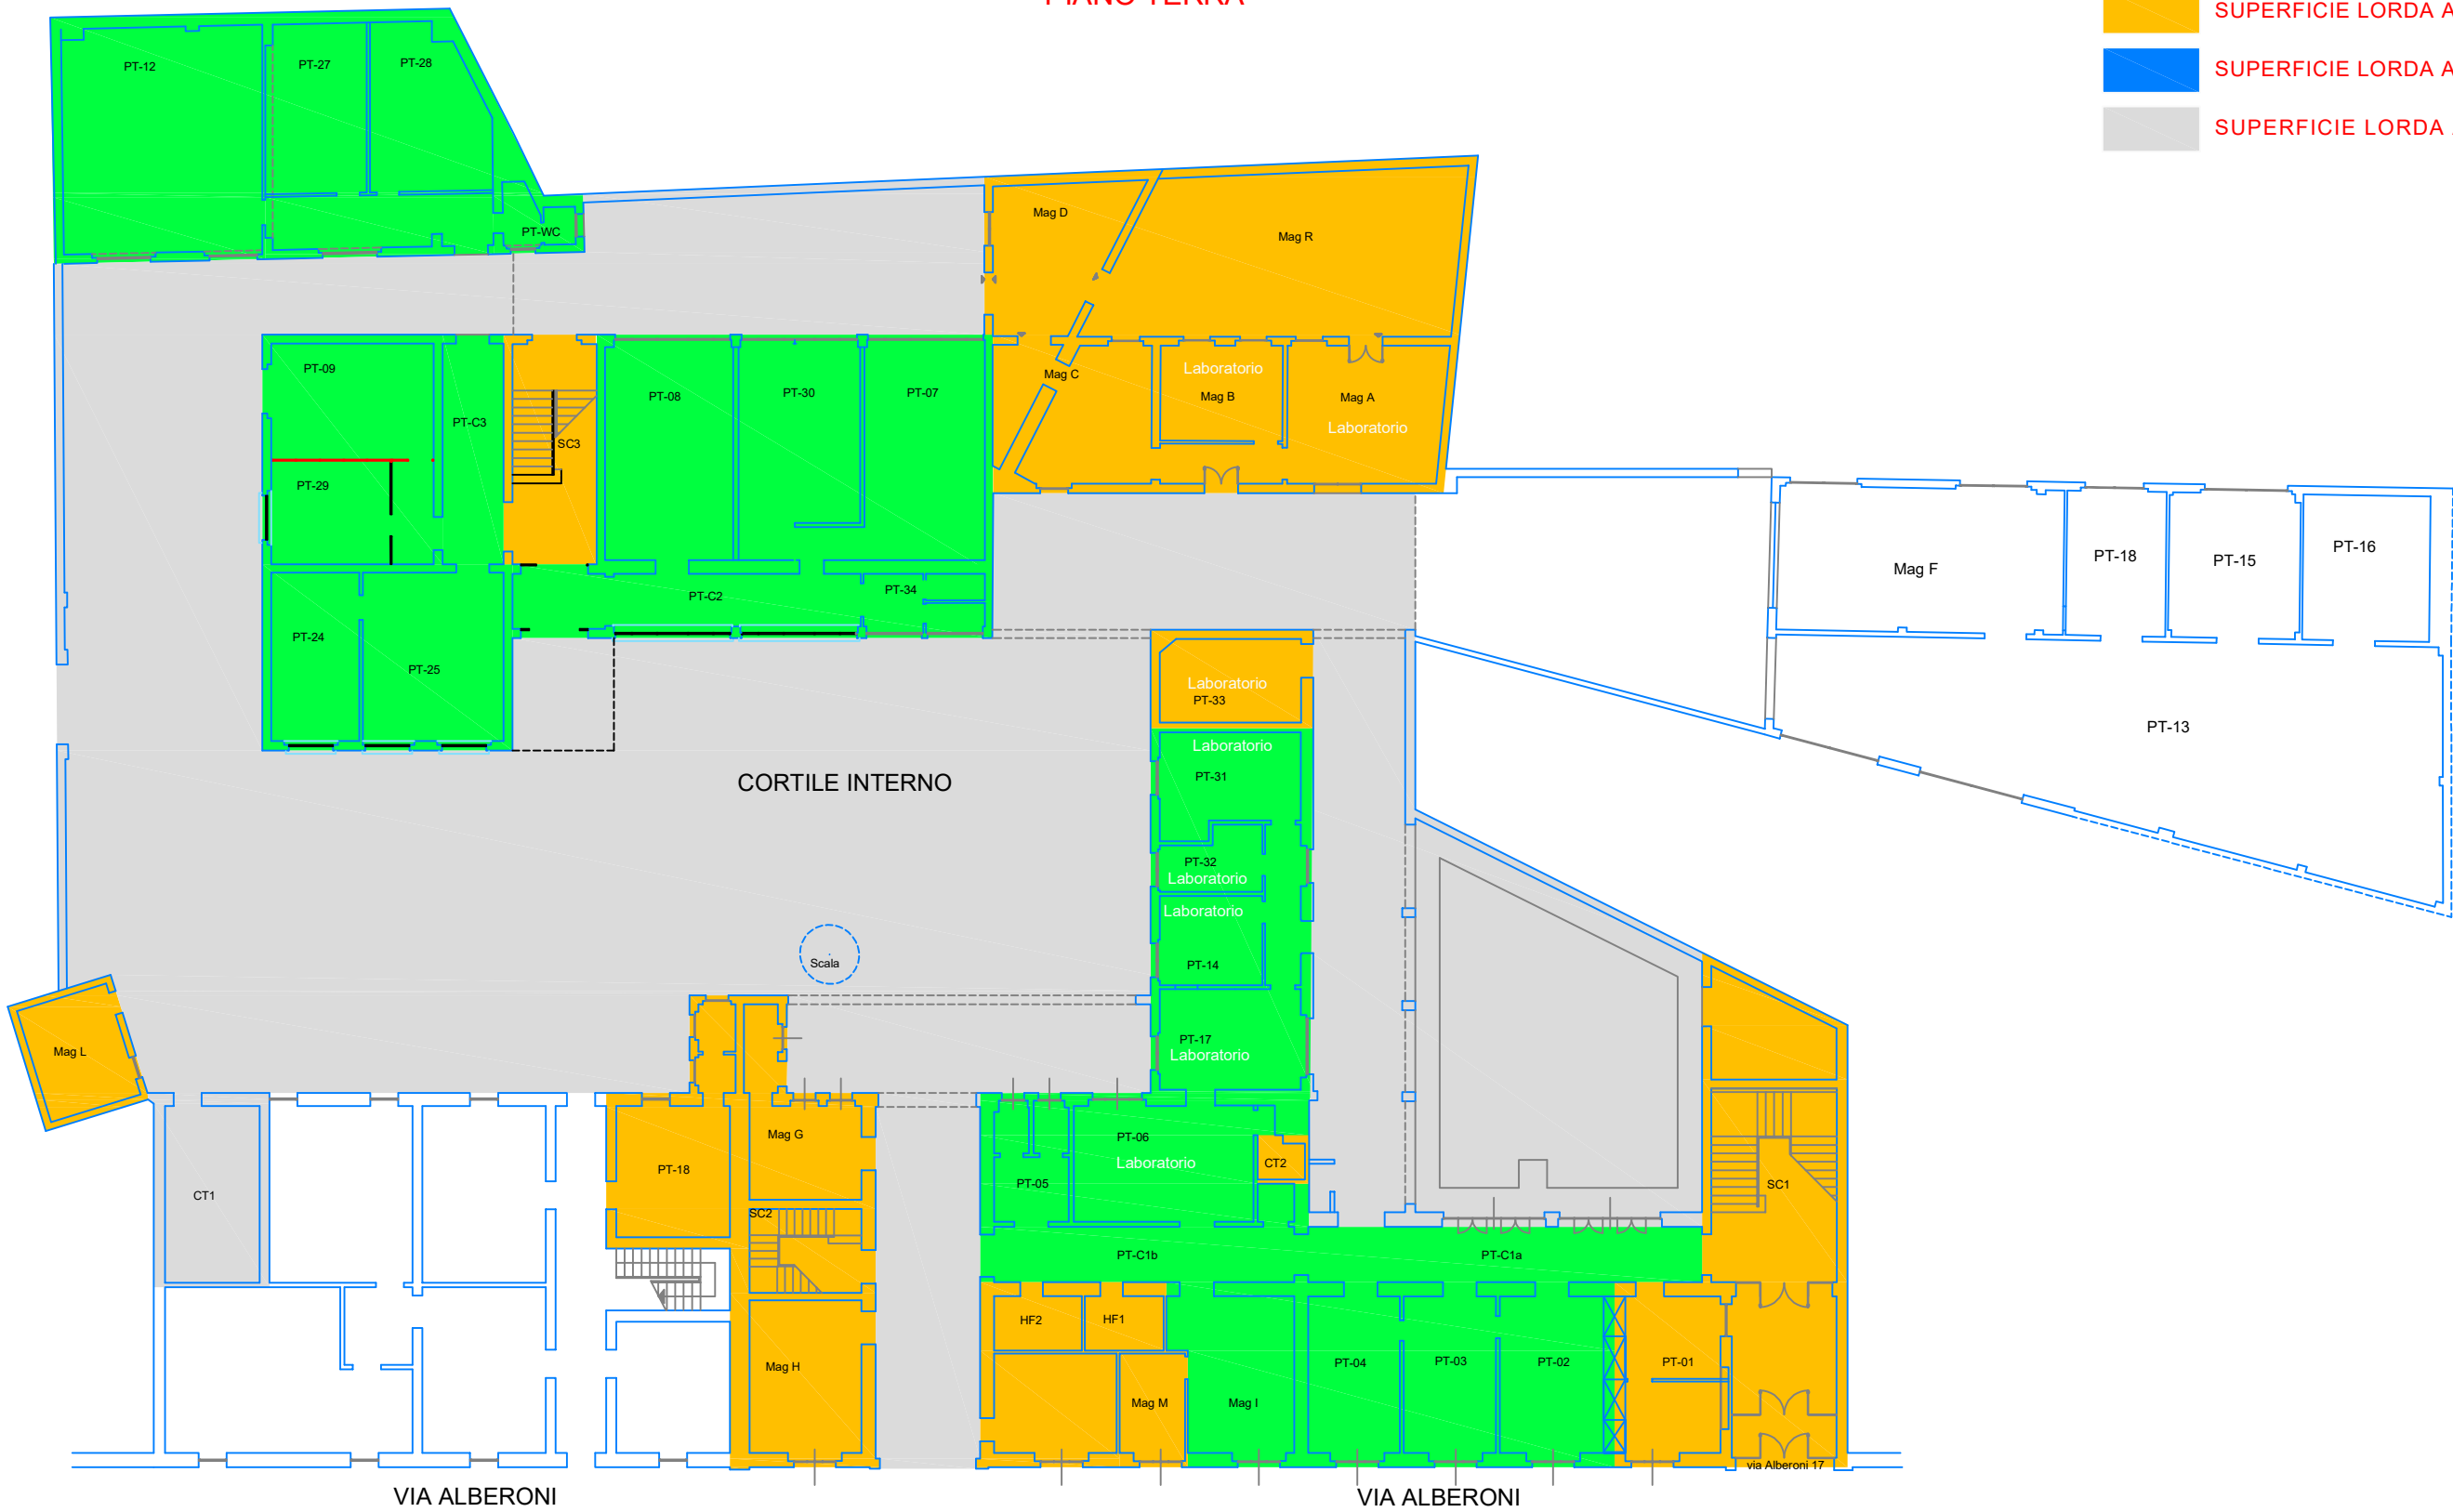 PIANO TERRA
SUPERFICIE LORDA A
SUPERFICIE LORDA A
SUPERFICIE LORDA
PT-12
PT-27
PT-28
PT-WC
Mag D
Mag R
PT-09
PT-C3
SC3
PT-08
PT-30
PT-07
Mag C
Laboratorio
Mag B
Mag A
Laboratorio
PT-29
Mag F
PT-18
PT-15
PT-16
PT-C2
PT-34
PT-24
PT-25
Laboratorio
PT-33
PT-13
Laboratorio
PT-31
CORTILE INTERNO
PT-32
Laboratorio
Laboratorio
PT-14
Scala
PT-17
Laboratorio
Mag L
Mag G
PT-06
Laboratorio
CT2
PT-18
PT-05
CT1
SC2
SC1
PT-C1b
PT-C1a
HF2
HF1
Mag H
PT-04
PT-03
PT-02
PT-01
Mag M
Mag I
via Alberoni 17
VIA ALBERONI
VIA ALBERONI